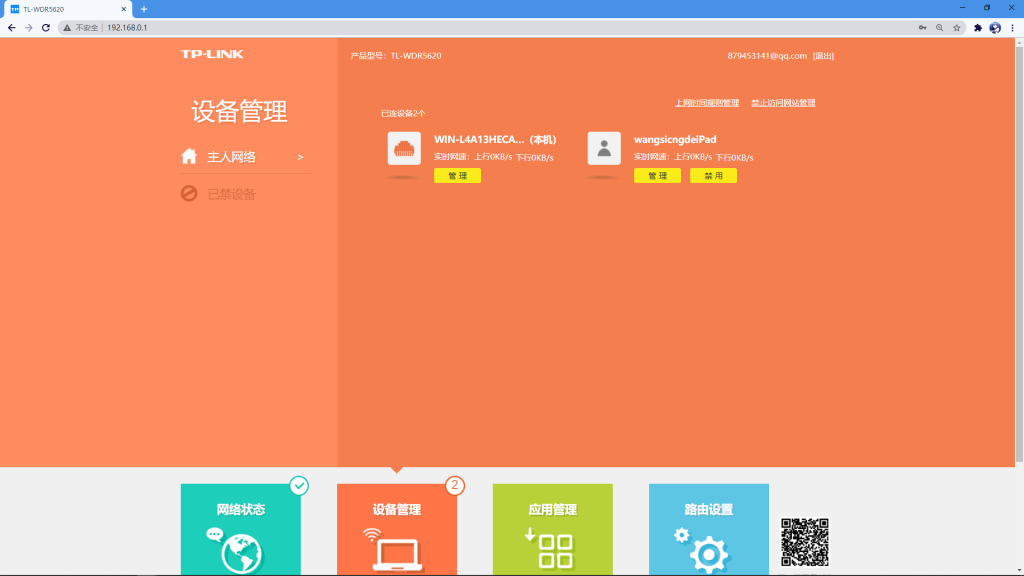 TL-WDR5620
不安全 | 192.168.0.1
TP-LINK
产品型号：TL-WDR5620
879453141@qq.com [退出]
设备管理
主人网络 >
已禁设备
上网时间规则管理 禁止访问网站管理
已连设备2个
WIN-L4A13HECA...（本机）
实时网速：上行0KB/s 下行0KB/s
管 理
wangsicngdeiPad
实时网速：上行0KB/s 下行0KB/s
管 理 禁 用
网络状态
设备管理
2
应用管理
路由设置